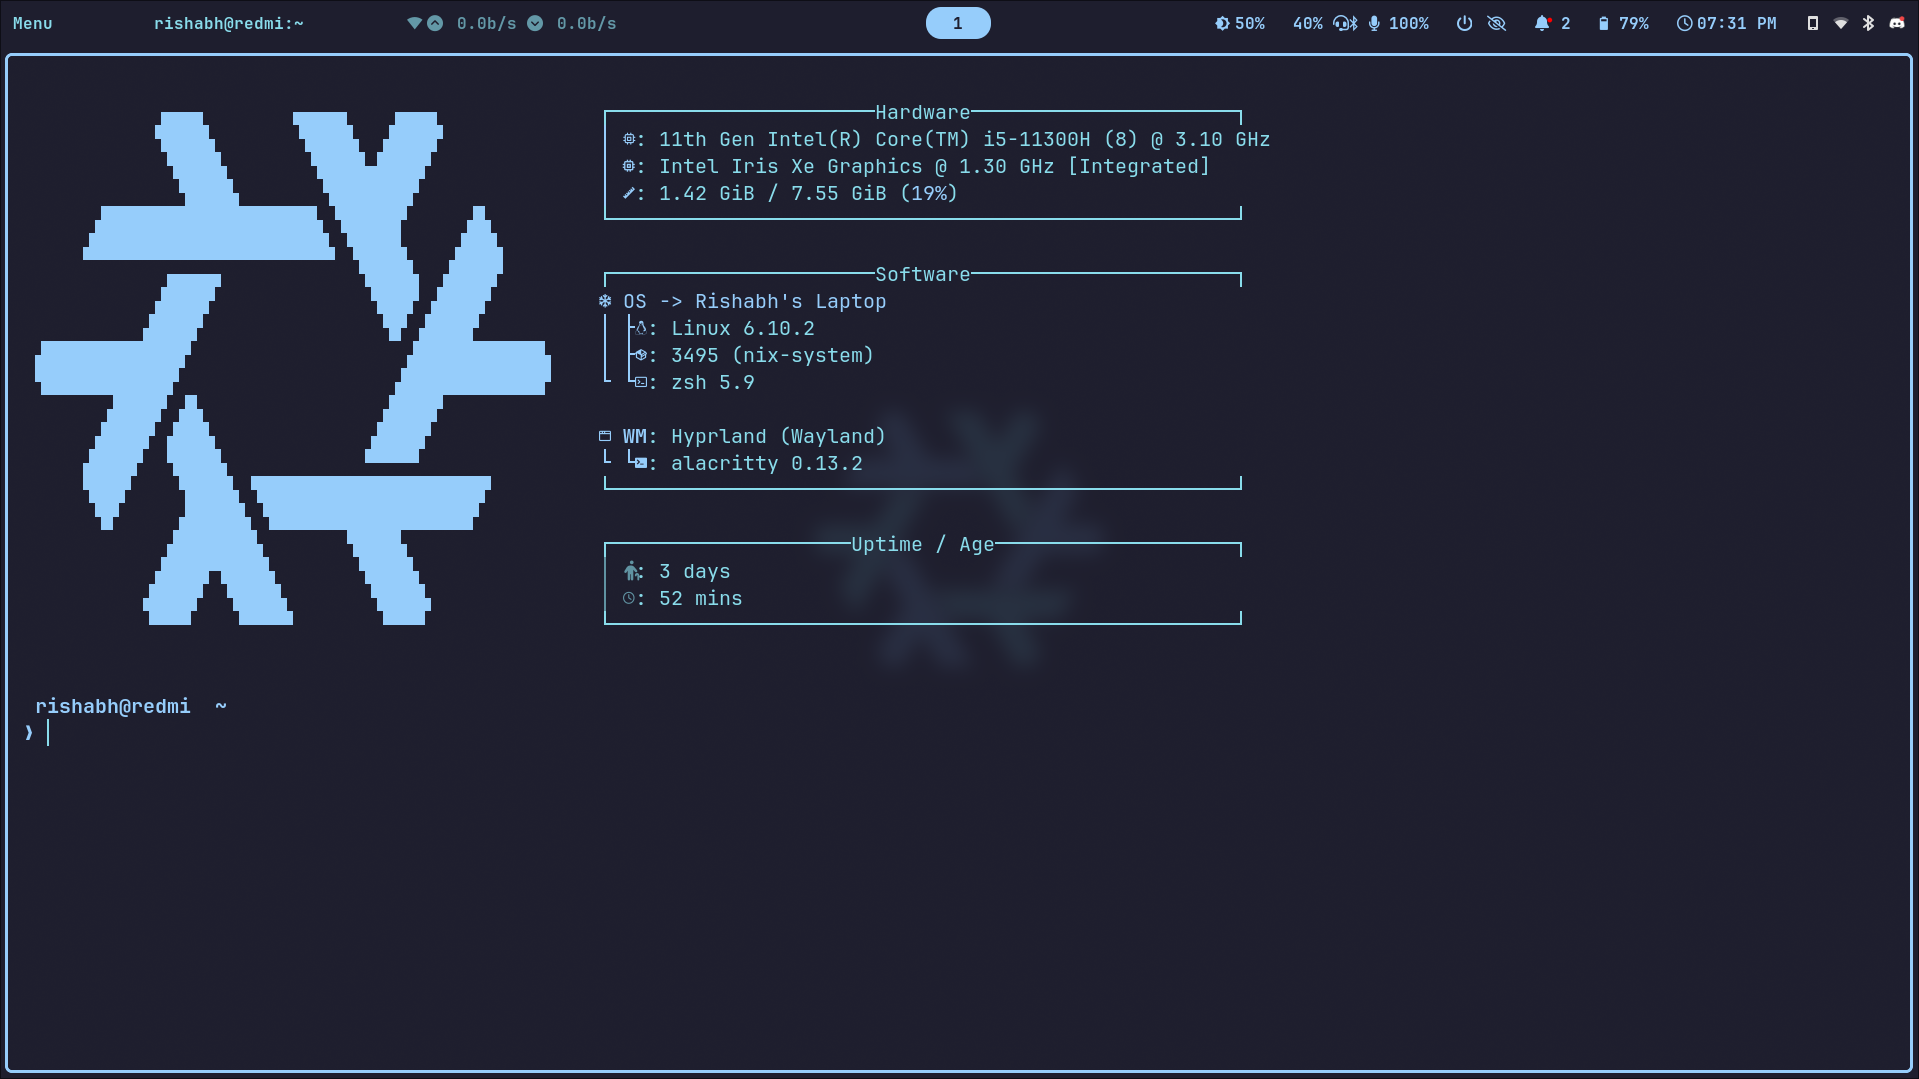 Menu rishabh@redmi:~ 0.0b/s 0.0b/s 1 50% 40% 100% 2 79% 07:31 PM
Hardware
: 11th Gen Intel(R) Core(TM) i5-11300H (8) @ 3.10 GHz
: Intel Iris Xe Graphics @ 1.30 GHz [Integrated]
: 1.42 GiB / 7.55 GiB (19%)
Software
OS -> Rishabh's Laptop
: Linux 6.10.2
: 3495 (nix-system)
: zsh 5.9
WM: Hyprland (Wayland)
: alacritty 0.13.2
Uptime / Age
: 3 days
: 52 mins
rishabh@redmi ~
❯